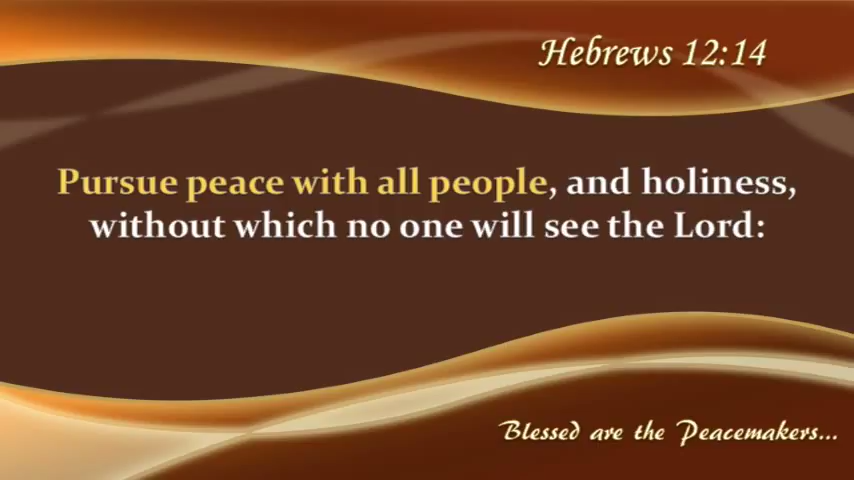 Hebrews 12:14
Pursue peace with all people, and holiness,
without which no one will see the Lord:
Blessed are the Peacemakers...